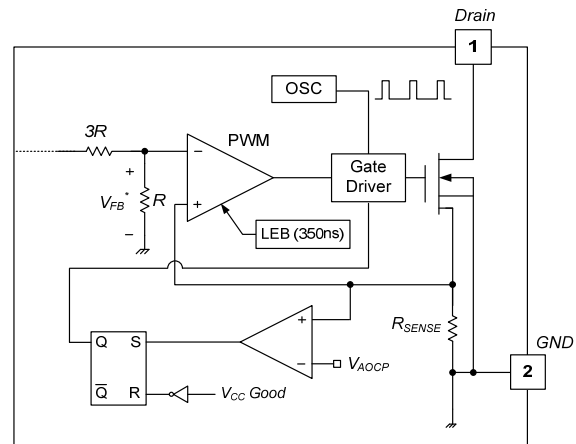 Drain
1
OSC
3R
PWM
−
+
+
V_FB*
R
−
Gate
Driver
LEB (350ns)
+
R_SENSE
GND
2
−
V_AOCP
Q
S
Q̅
R
V_CC Good